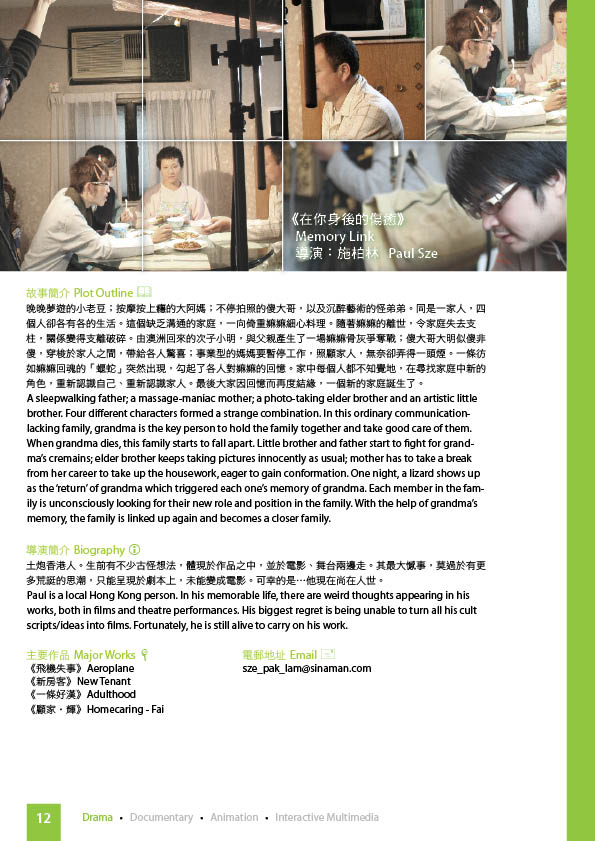 《在你身後的傷癒》
Memory Link
導演：施柏林 Paul Sze
故事簡介 Plot Outline
晚晚夢遊的小老豆；按摩按上癮的大阿媽；不停拍照的傻大哥，以及沉醉藝術的怪弟弟。同是一家人，四
個人卻各有各的生活。這個缺乏溝通的家庭，一向倚重嫲嫲細心料理。隨著嫲嫲的離世，令家庭失去支
柱，關係變得支離破碎。由澳洲回來的次子小明，與父親產生了一場嫲嫲骨灰爭奪戰；傻大哥大明似傻非
傻，穿梭於家人之間，帶給各人驚喜；事業型的媽媽要暫停工作，照顧家人，無奈卻弄得一頭煙。一條彷
如嫲嫲回魂的「蟃蛇」突然出現，勾起了各人對嫲嫲的回憶。家中每個人都不知覺地，在尋找家庭中新的
角色，重新認識自己、重新認識家人。最後大家因回憶而再度結緣，一個新的家庭誕生了。
A sleepwalking father; a massage-maniac mother; a photo-taking elder brother and an artistic little
brother. Four different characters formed a strange combination. In this ordinary communication-
lacking family, grandma is the key person to hold the family together and take good care of them.
When grandma dies, this family starts to fall apart. Little brother and father start to fight for grand-
ma's cremains; elder brother keeps taking pictures innocently as usual; mother has to take a break
from her career to take up the housework, eager to gain conformation. One night, a lizard shows up
as the 'return' of grandma which triggered each one's memory of grandma. Each member in the fam-
ily is unconsciously looking for their new role and position in the family. With the help of grandma's
memory, the family is linked up again and becomes a closer family.
導演簡介 Biography
土炮香港人。生前有不少古怪想法，體現於作品之中，並於電影、舞台兩邊走。其最大憾事，莫過於有更
多荒誕的思潮，只能呈現於劇本上，未能變成電影。可幸的是…他現在尚在人世。
Paul is a local Hong Kong person. In his memorable life, there are weird thoughts appearing in his
works, both in films and theatre performances. His biggest regret is being unable to turn all his cult
scripts/ideas into films. Fortunately, he is still alive to carry on his work.
主要作品 Major Works
《飛機失事》Aeroplane
《新房客》New Tenant
《一條好漢》Adulthood
《顧家・輝》Homecaring - Fai
電郵地址 Email
sze_pak_lam@sinaman.com
12 Drama • Documentary • Animation • Interactive Multimedia